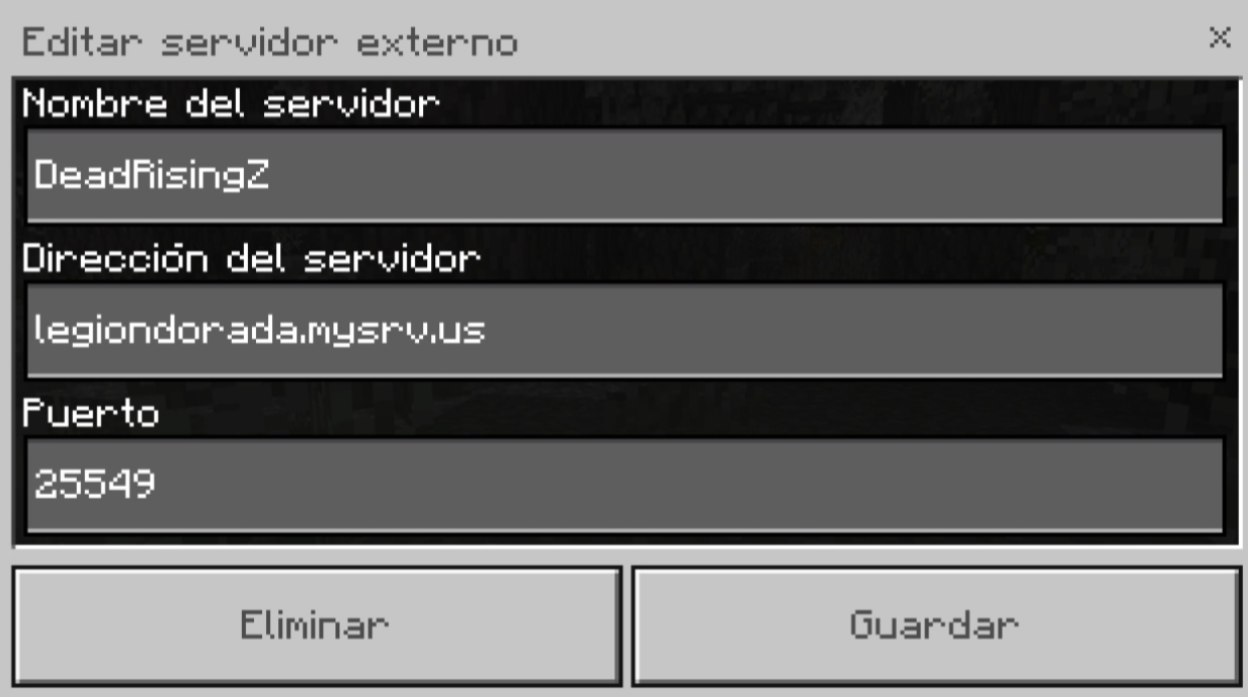 Editar servidor externo
Nombre del servidor
DeadRisingZ
Dirección del servidor
legiondorada.mysrv.us
Puerto
25549
Eliminar
Guardar